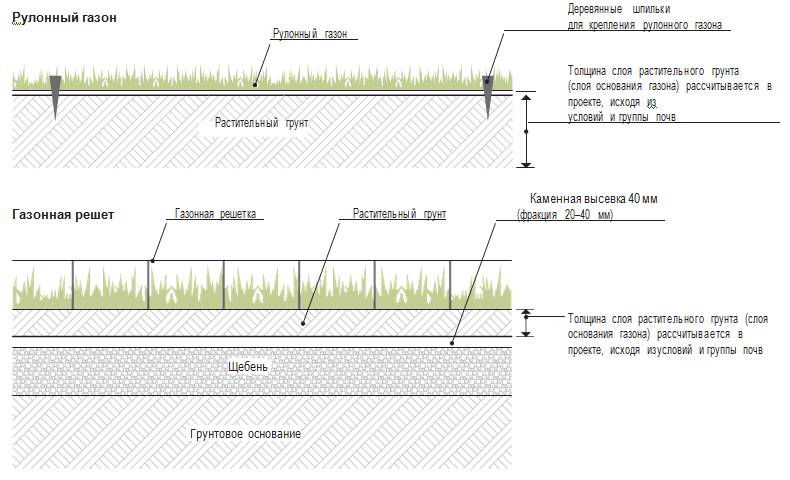 Рулонный газон
Рулонный газон
Деревянные шпильки
для крепления рулонного газона
Толщина слоя растительного грунта
(слоя основания газона) рассчитывается в
проекте, исходя из
условий и группы почв
Растительный грунт
Газонная решет
Газонная решетка
Растительный грунт
Каменная высевка 40 мм
(фракция 20–40 мм)
Толщина слоя растительного грунта (слоя
основания газона) рассчитывается в
проекте, исходя изусловий и группы почв
Щебень
Грунтовое основание